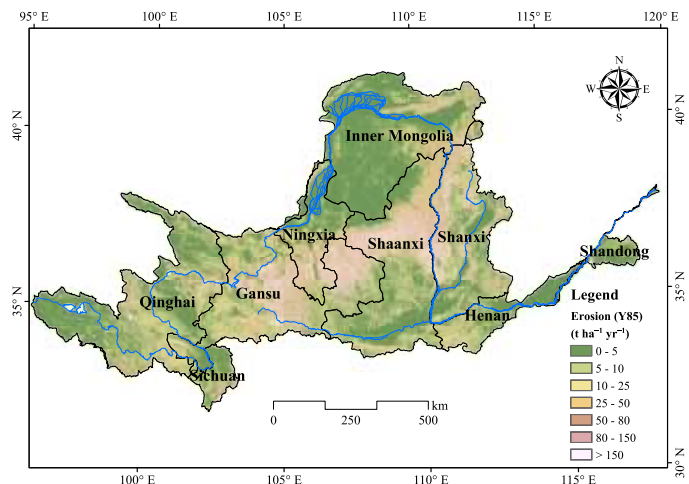 95° E 100° E 105° E 110° E 115° E 120° E
N
W E
S
40° N
40° N
Inner Mongolia
Ningxia
Shaanxi
Shanxi
Shandong
35° N
Qinghai
Gansu
35° N
Henan
Sichuan
Legend
Erosion (Y85)
(t ha⁻¹ yr⁻¹)
0 - 5
5 - 10
10 - 25
25 - 50
50 - 80
80 - 150
> 150
km
0 250 500
30° N
100° E 105° E 110° E 115° E